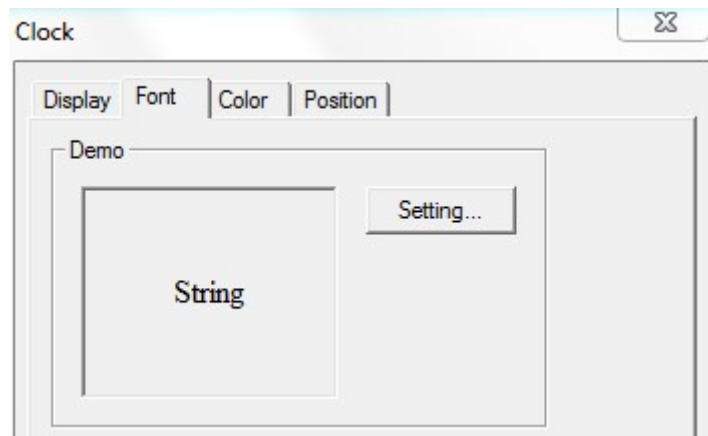 Clock
Display Font Color Position
Demo
Setting...
String